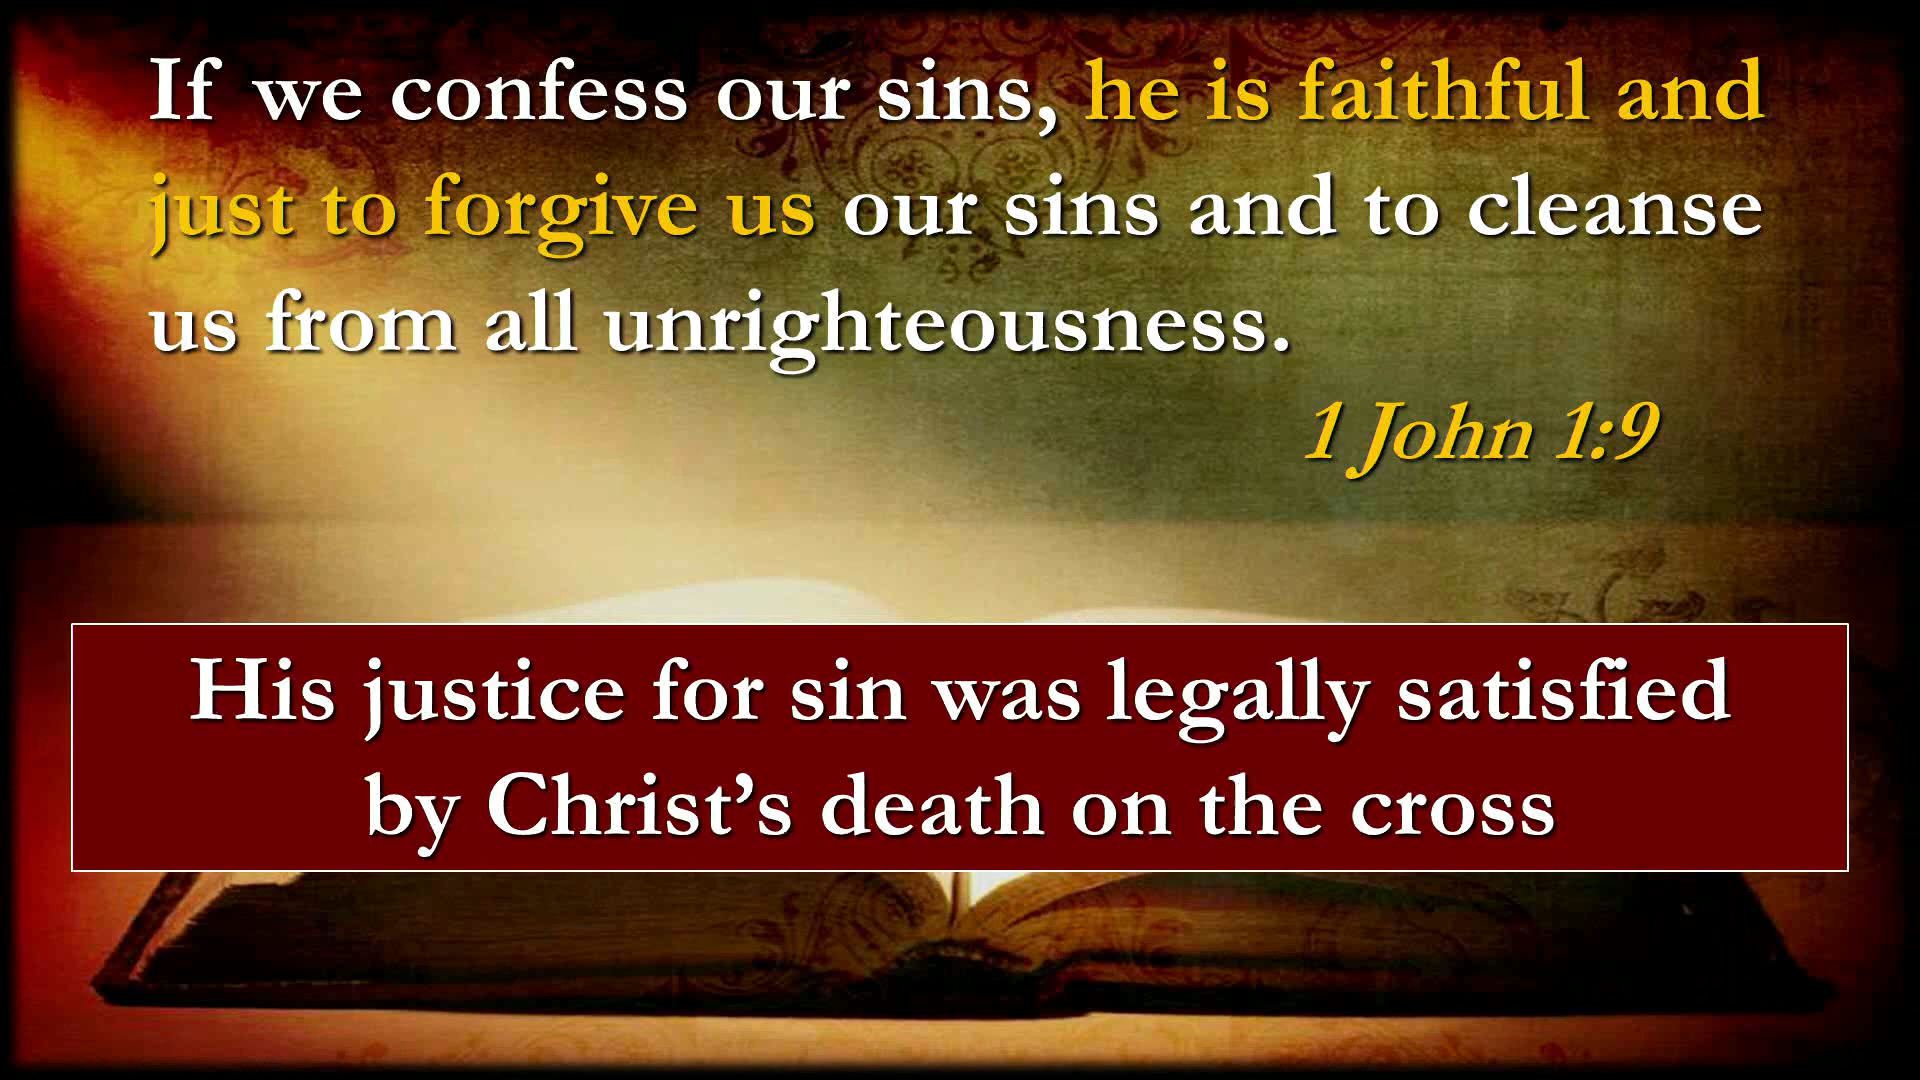 If we confess our sins, he is faithful and
just to forgive us our sins and to cleanse
us from all unrighteousness.
1 John 1:9
His justice for sin was legally satisfied
by Christ’s death on the cross